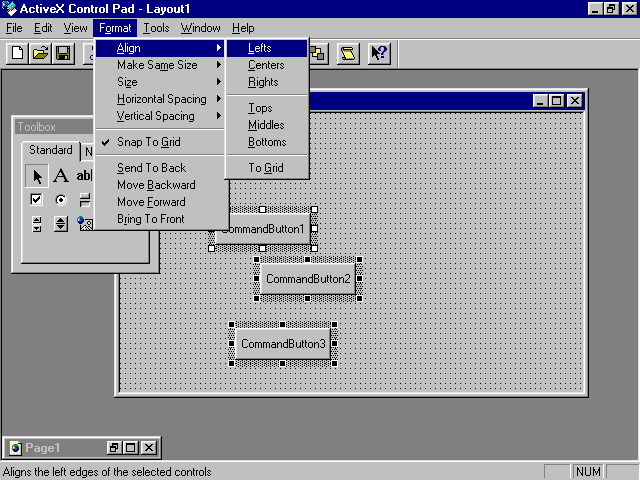 ActiveX Control Pad - Layout1
File Edit View Format Tools Window Help
Align
Make Same Size
Size
Horizontal Spacing
Vertical Spacing
Snap To Grid
Send To Back
Move Backward
Move Forward
Bring To Front
Lefts
Centers
Rights
Tops
Middles
Bottoms
To Grid
Toolbox
Standard
A
CommandButton1
CommandButton2
CommandButton3
Page1
Aligns the left edges of the selected controls
NUM